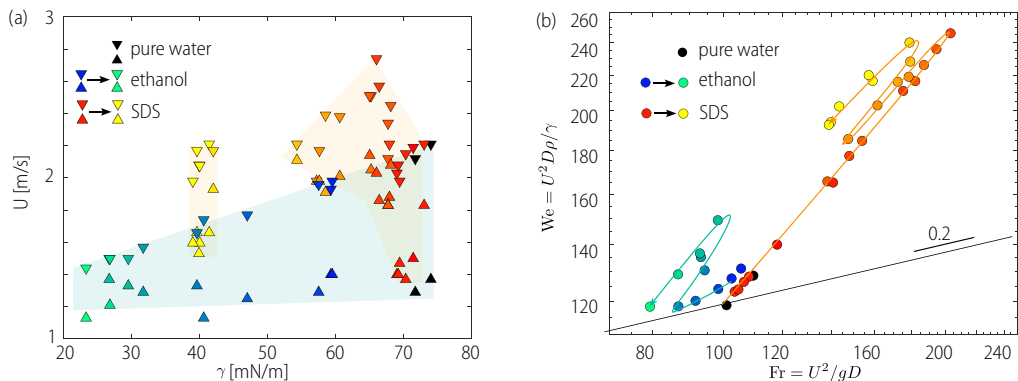 (a)
3
2
1
U [m/s]
pure water
ethanol
SDS
20 30 40 50 60 70 80
γ [mN/m]
(b)
260
240
220
200
180
160
140
120
We = U²Dρ/γ
pure water
ethanol
SDS
0.2
80 100 120 160 200 240
Fr = U²/gD